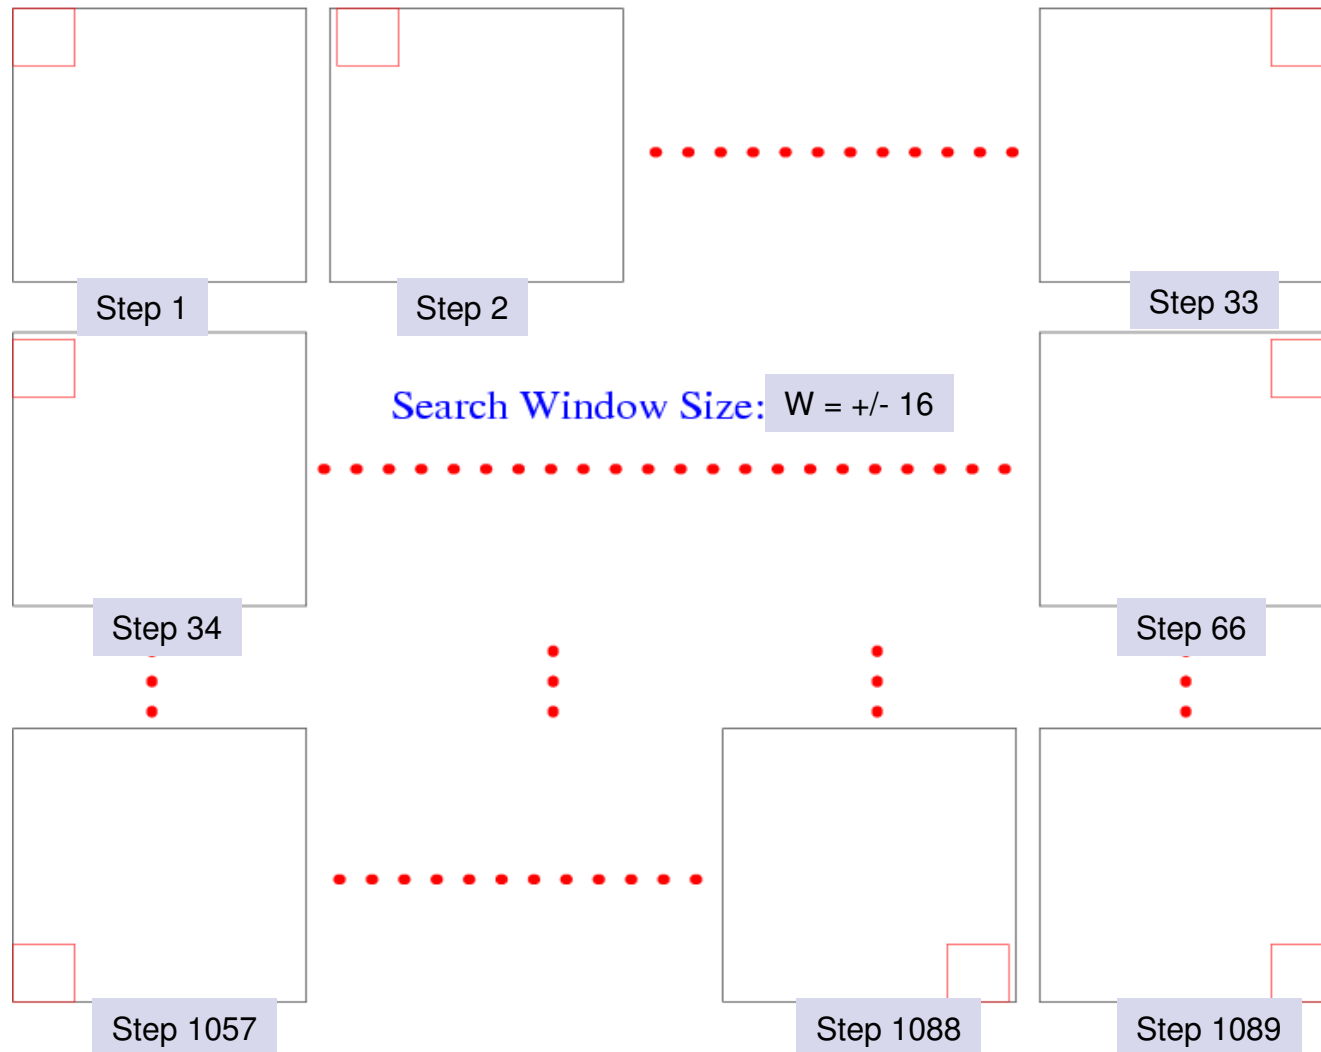 Step 1
Step 2
Step 33
Search Window Size: W = +/- 16
Step 34
Step 66
Step 1057
Step 1088
Step 1089